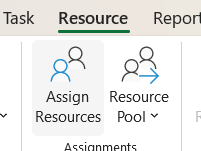 Task Resource Report
Assign Resource
Resources Pool
Assignments